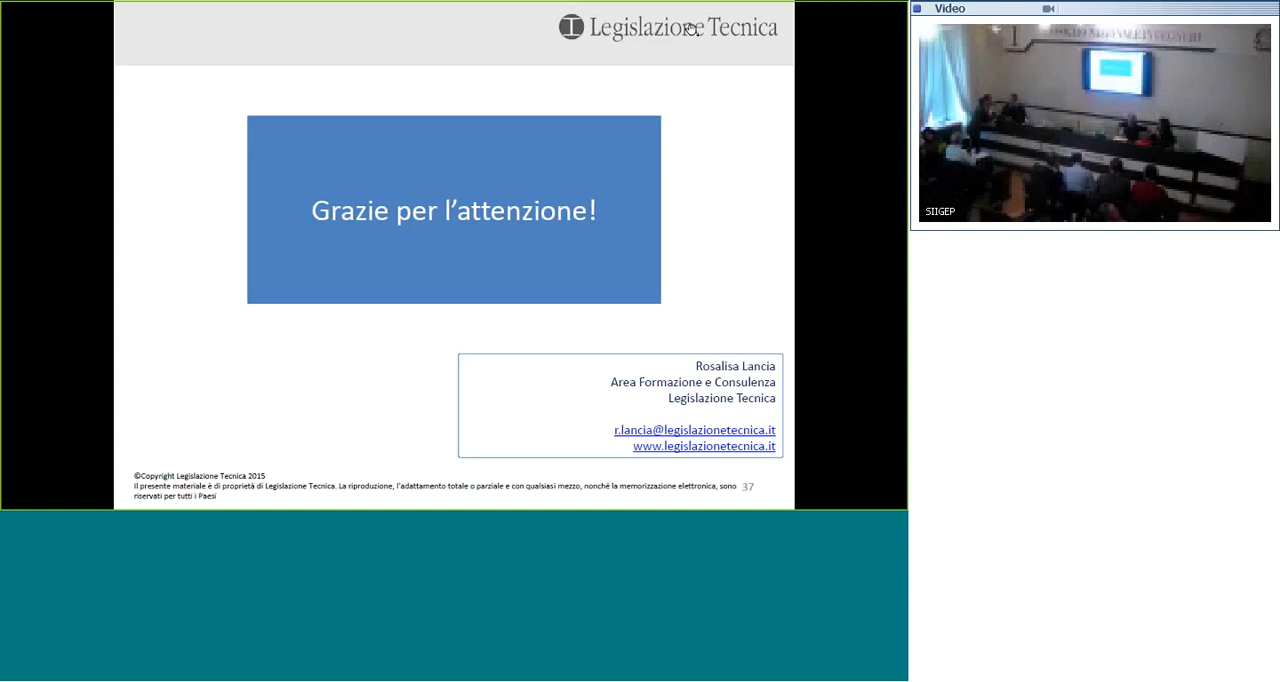 Legislazione Tecnica
Video
Grazie per l'attenzione!
SIIGEP
Rosalisa Lancia
Area Formazione e Consulenza
Legislazione Tecnica
r.lancia@legislazionetecnica.it
www.legislazionetecnica.it
©Copyright Legislazione Tecnica 2015
Il presente materiale è di proprietà di Legislazione Tecnica. La riproduzione, l'adattamento totale o parziale e con qualsiasi mezzo, nonché la memorizzazione elettronica, sono
riservati per tutti i Paesi
37